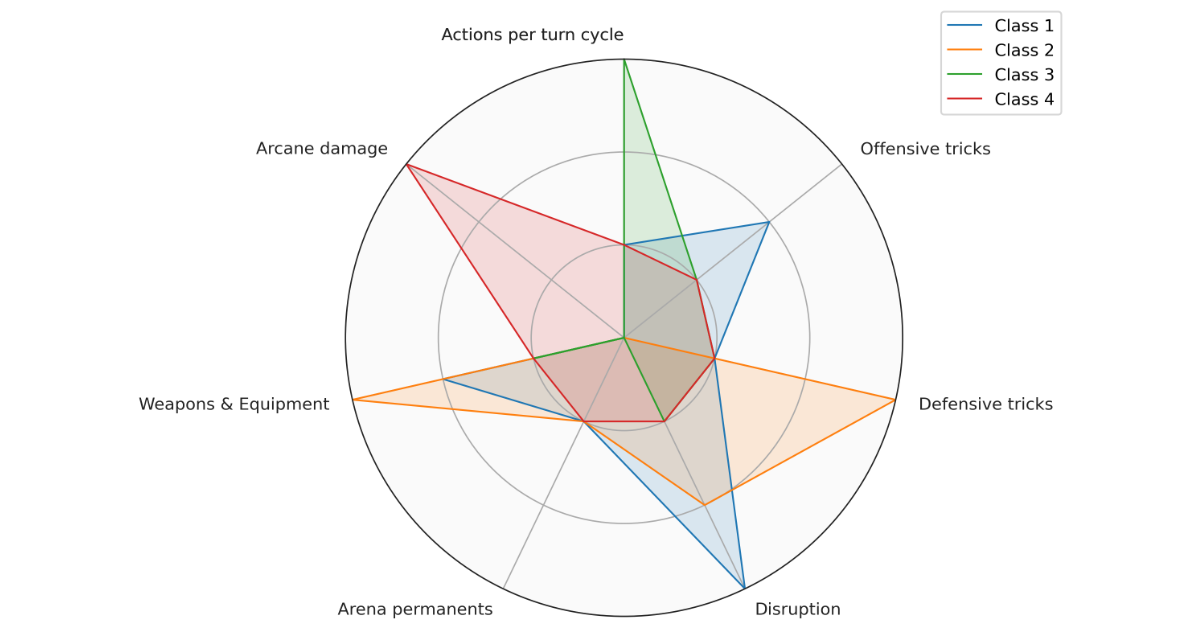 Actions per turn cycle
Class 1
Class 2
Class 3
Class 4
Arcane damage
Offensive tricks
Weapons & Equipment
Defensive tricks
Arena permanents
Disruption